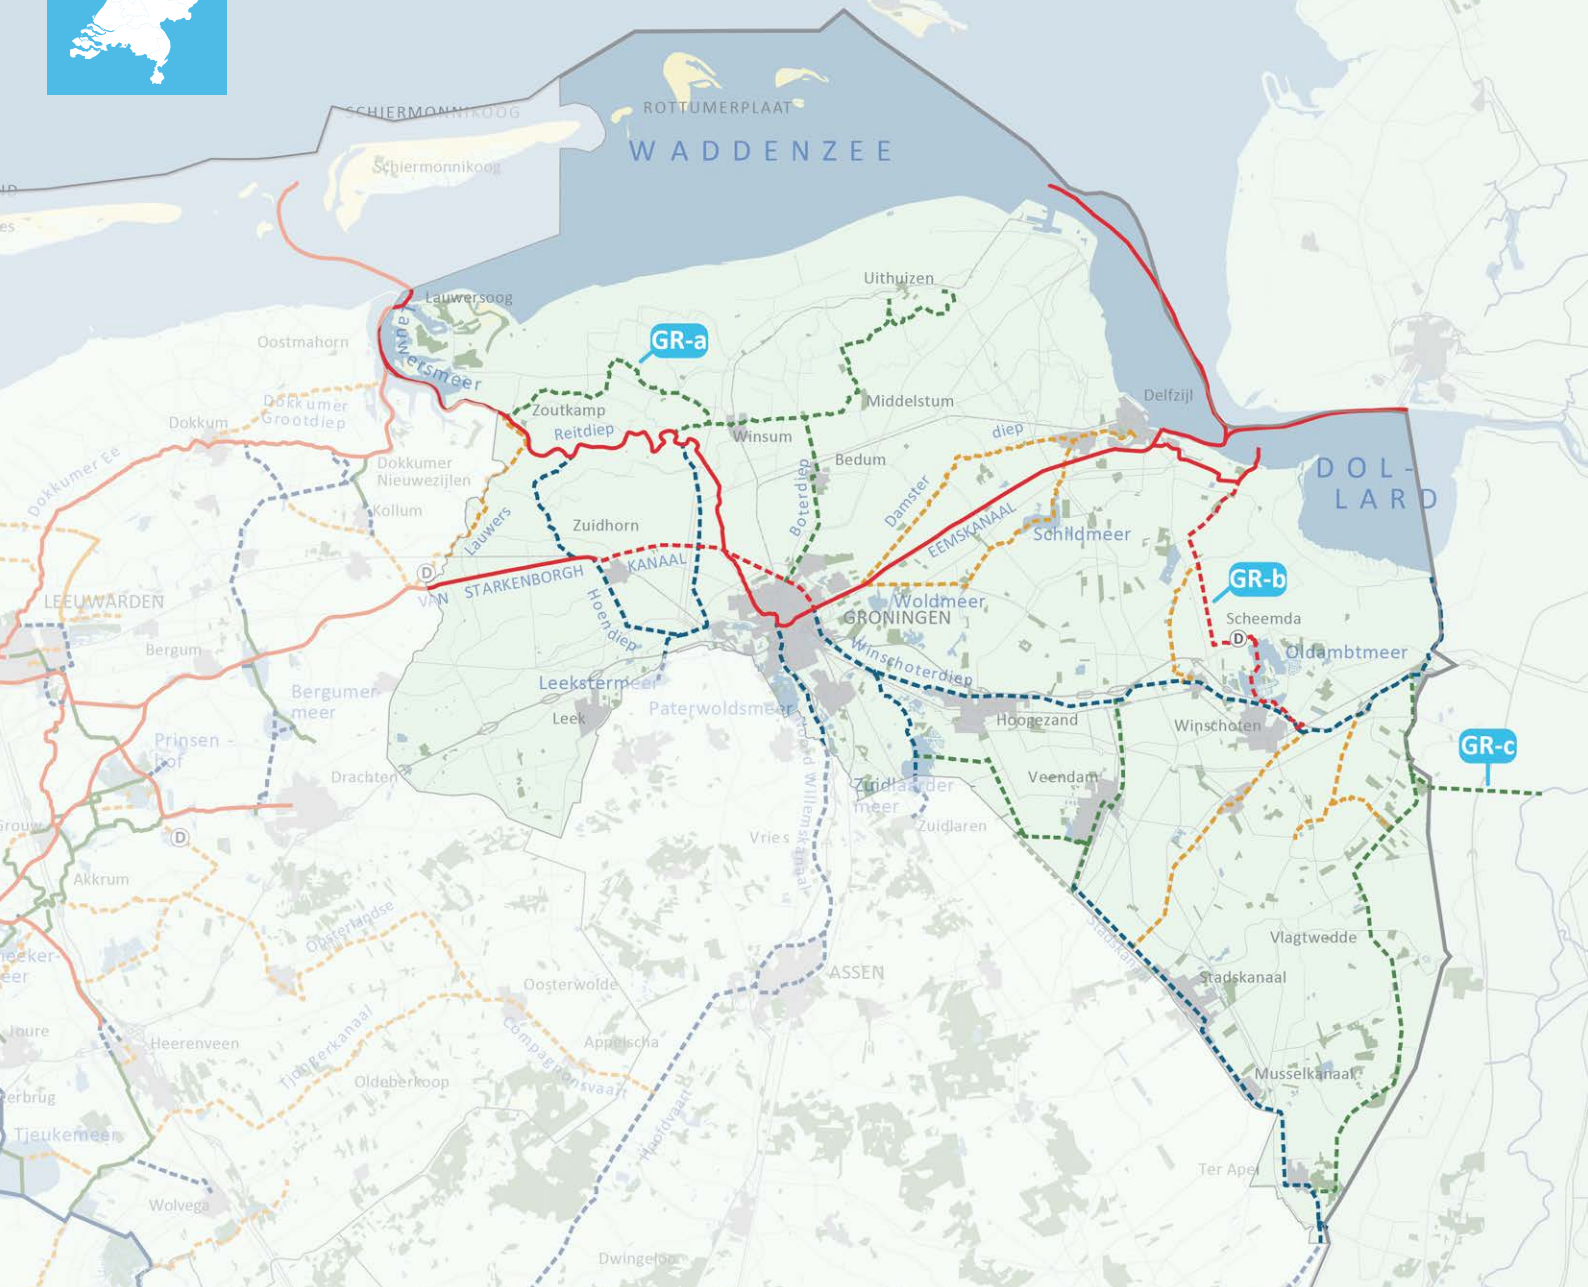 SCHIERMONNIKOOG
ROTTUMERPLAAT
WADDENZEE
Schiermonnikoog
Uithuizen
Lauwersoog
Lauwersmeer
Oostmahorn
GR-a
Dokkumer
Grootdiep
Dokkum
Zoutkamp
Reitdiep
Middelstum
Delfzijl
Winsum
diep
Bedum
Boterdiep
Damster
DOL-
LARD
Dokkumer Ee
Dokkumer
Nieuwezijlen
Kollum
Lauwers
Zuidhorn
EEMSKANAAL
Schildmeer
D
VAN STARKENBORGH KANAAL
GR-b
LEEUWARDEN
Hoendiep
Woldmeer
GRONINGEN
Scheemda
D
Bergum
Winschoterdiep
Oldambtmeer
Leekstermeer
Bergumer
meer
Leek
Paterwoldsmeer
Hoogezand
Winschoten
Prinsen -
hof
GR-c
Drachten
Noord Willemskanaal
Zuidlaarder -
meer
Veendam
Grouw
D
Vries
Zuidlaren
Akkrum
Opsterlandse
Compagnonsvaart
Stadskanaal
Vlagtwedde
ASSEN
Stadskanaal
Oosterwolde
Joure
Heerenveen
Tjongerkanaal
Appelscha
Oldeberkoop
Musselkanaal
Hoofdvaart
Tjeukemeer
Ter Apel
Wolvega
Dwingeloo